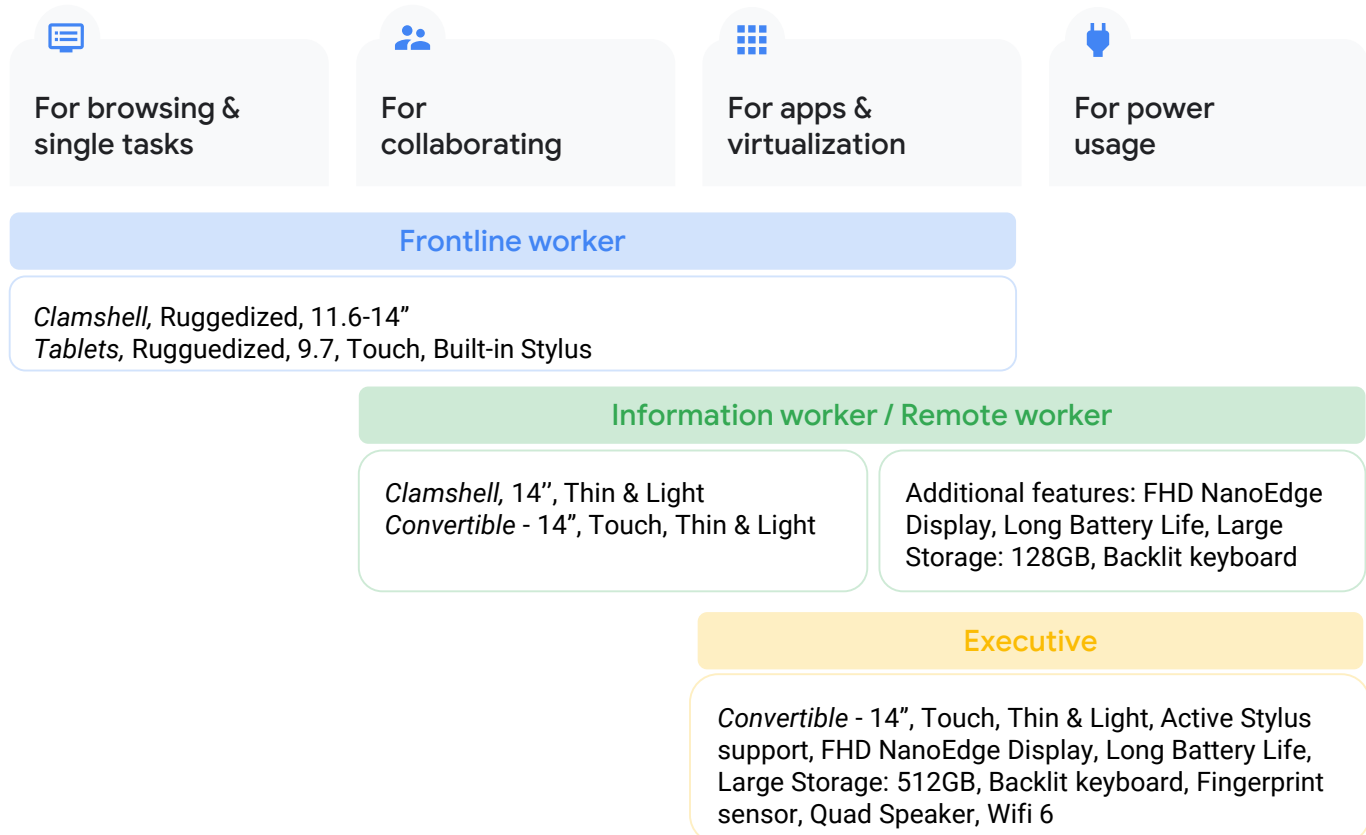 For browsing &
single tasks
For
collaborating
For apps &
virtualization
For power
usage
Frontline worker
Clamshell, Ruggedized, 11.6-14”
Tablets, Rugguedized, 9.7, Touch, Built-in Stylus
Information worker / Remote worker
Clamshell, 14’’, Thin & Light
Convertible - 14”, Touch, Thin & Light
Additional features: FHD NanoEdge
Display, Long Battery Life, Large
Storage: 128GB, Backlit keyboard
Executive
Convertible - 14”, Touch, Thin & Light, Active Stylus
support, FHD NanoEdge Display, Long Battery Life,
Large Storage: 512GB, Backlit keyboard, Fingerprint
sensor, Quad Speaker, Wifi 6